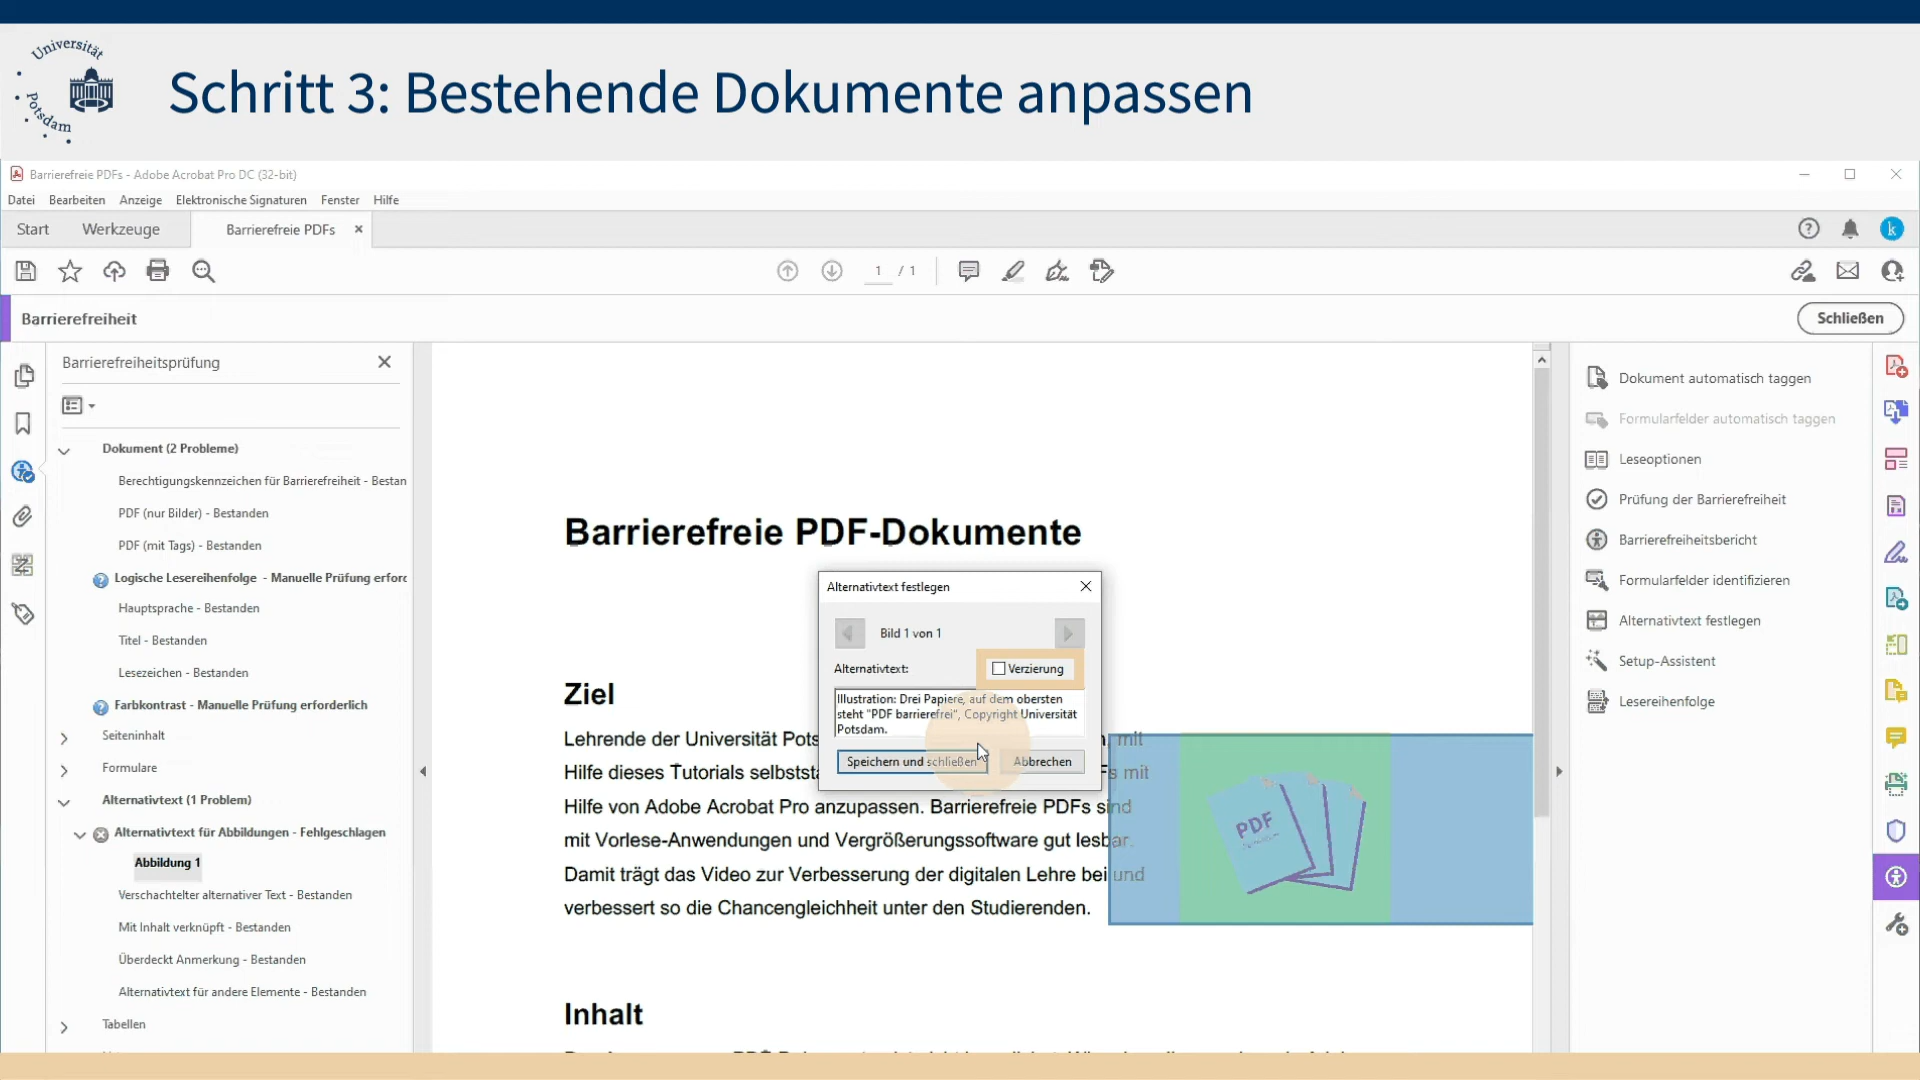 Universität
Potsdam
Schritt 3: Bestehende Dokumente anpassen
Barrierefreie PDFs - Adobe Acrobat Pro DC (32-bit)
Datei Bearbeiten Anzeige Elektronische Signaturen Fenster Hilfe
Start Werkzeuge Barrierefreie PDFs
k
1 / 1
Barrierefreiheit
Schließen
Barrierefreiheitsprüfung
Dokument (2 Probleme)
Berechtigungskennzeichen für Barrierefreiheit - Bestan
PDF (nur Bilder) - Bestanden
PDF (mit Tags) - Bestanden
Logische Lesereihenfolge - Manuelle Prüfung erforc
Hauptsprache - Bestanden
Titel - Bestanden
Lesezeichen - Bestanden
Farbkontrast - Manuelle Prüfung erforderlich
Seiteninhalt
Formulare
Alternativtext (1 Problem)
Alternativtext für Abbildungen - Fehlgeschlagen
Abbildung 1
Verschachtelter alternativer Text - Bestanden
Mit Inhalt verknüpft - Bestanden
Überdeckt Anmerkung - Bestanden
Alternativtext für andere Elemente - Bestanden
Tabellen
Barrierefreie PDF-Dokumente
Ziel
Lehrende der Universität Pots mit
Hilfe dieses Tutorials selbststä s mit
Hilfe von Adobe Acrobat Pro anzupassen. Barrierefreie PDFs sind
mit Vorlese-Anwendungen und Vergrößerungssoftware gut lesbar.
Damit trägt das Video zur Verbesserung der digitalen Lehre bei und
verbessert so die Chancengleichheit unter den Studierenden.
Inhalt
PDF
Alternativtext festlegen
Bild 1 von 1
Alternativtext:
Verzierung
Illustration: Drei Papiere, auf dem obersten
steht "PDF barrierefrei", Copyright Universität
Potsdam.
Speichern und schließen
Abbrechen
Dokument automatisch taggen
Formularfelder automatisch taggen
Leseoptionen
Prüfung der Barrierefreiheit
Barrierefreiheitsbericht
Formularfelder identifizieren
Alternativtext festlegen
Setup-Assistent
Lesereihenfolge